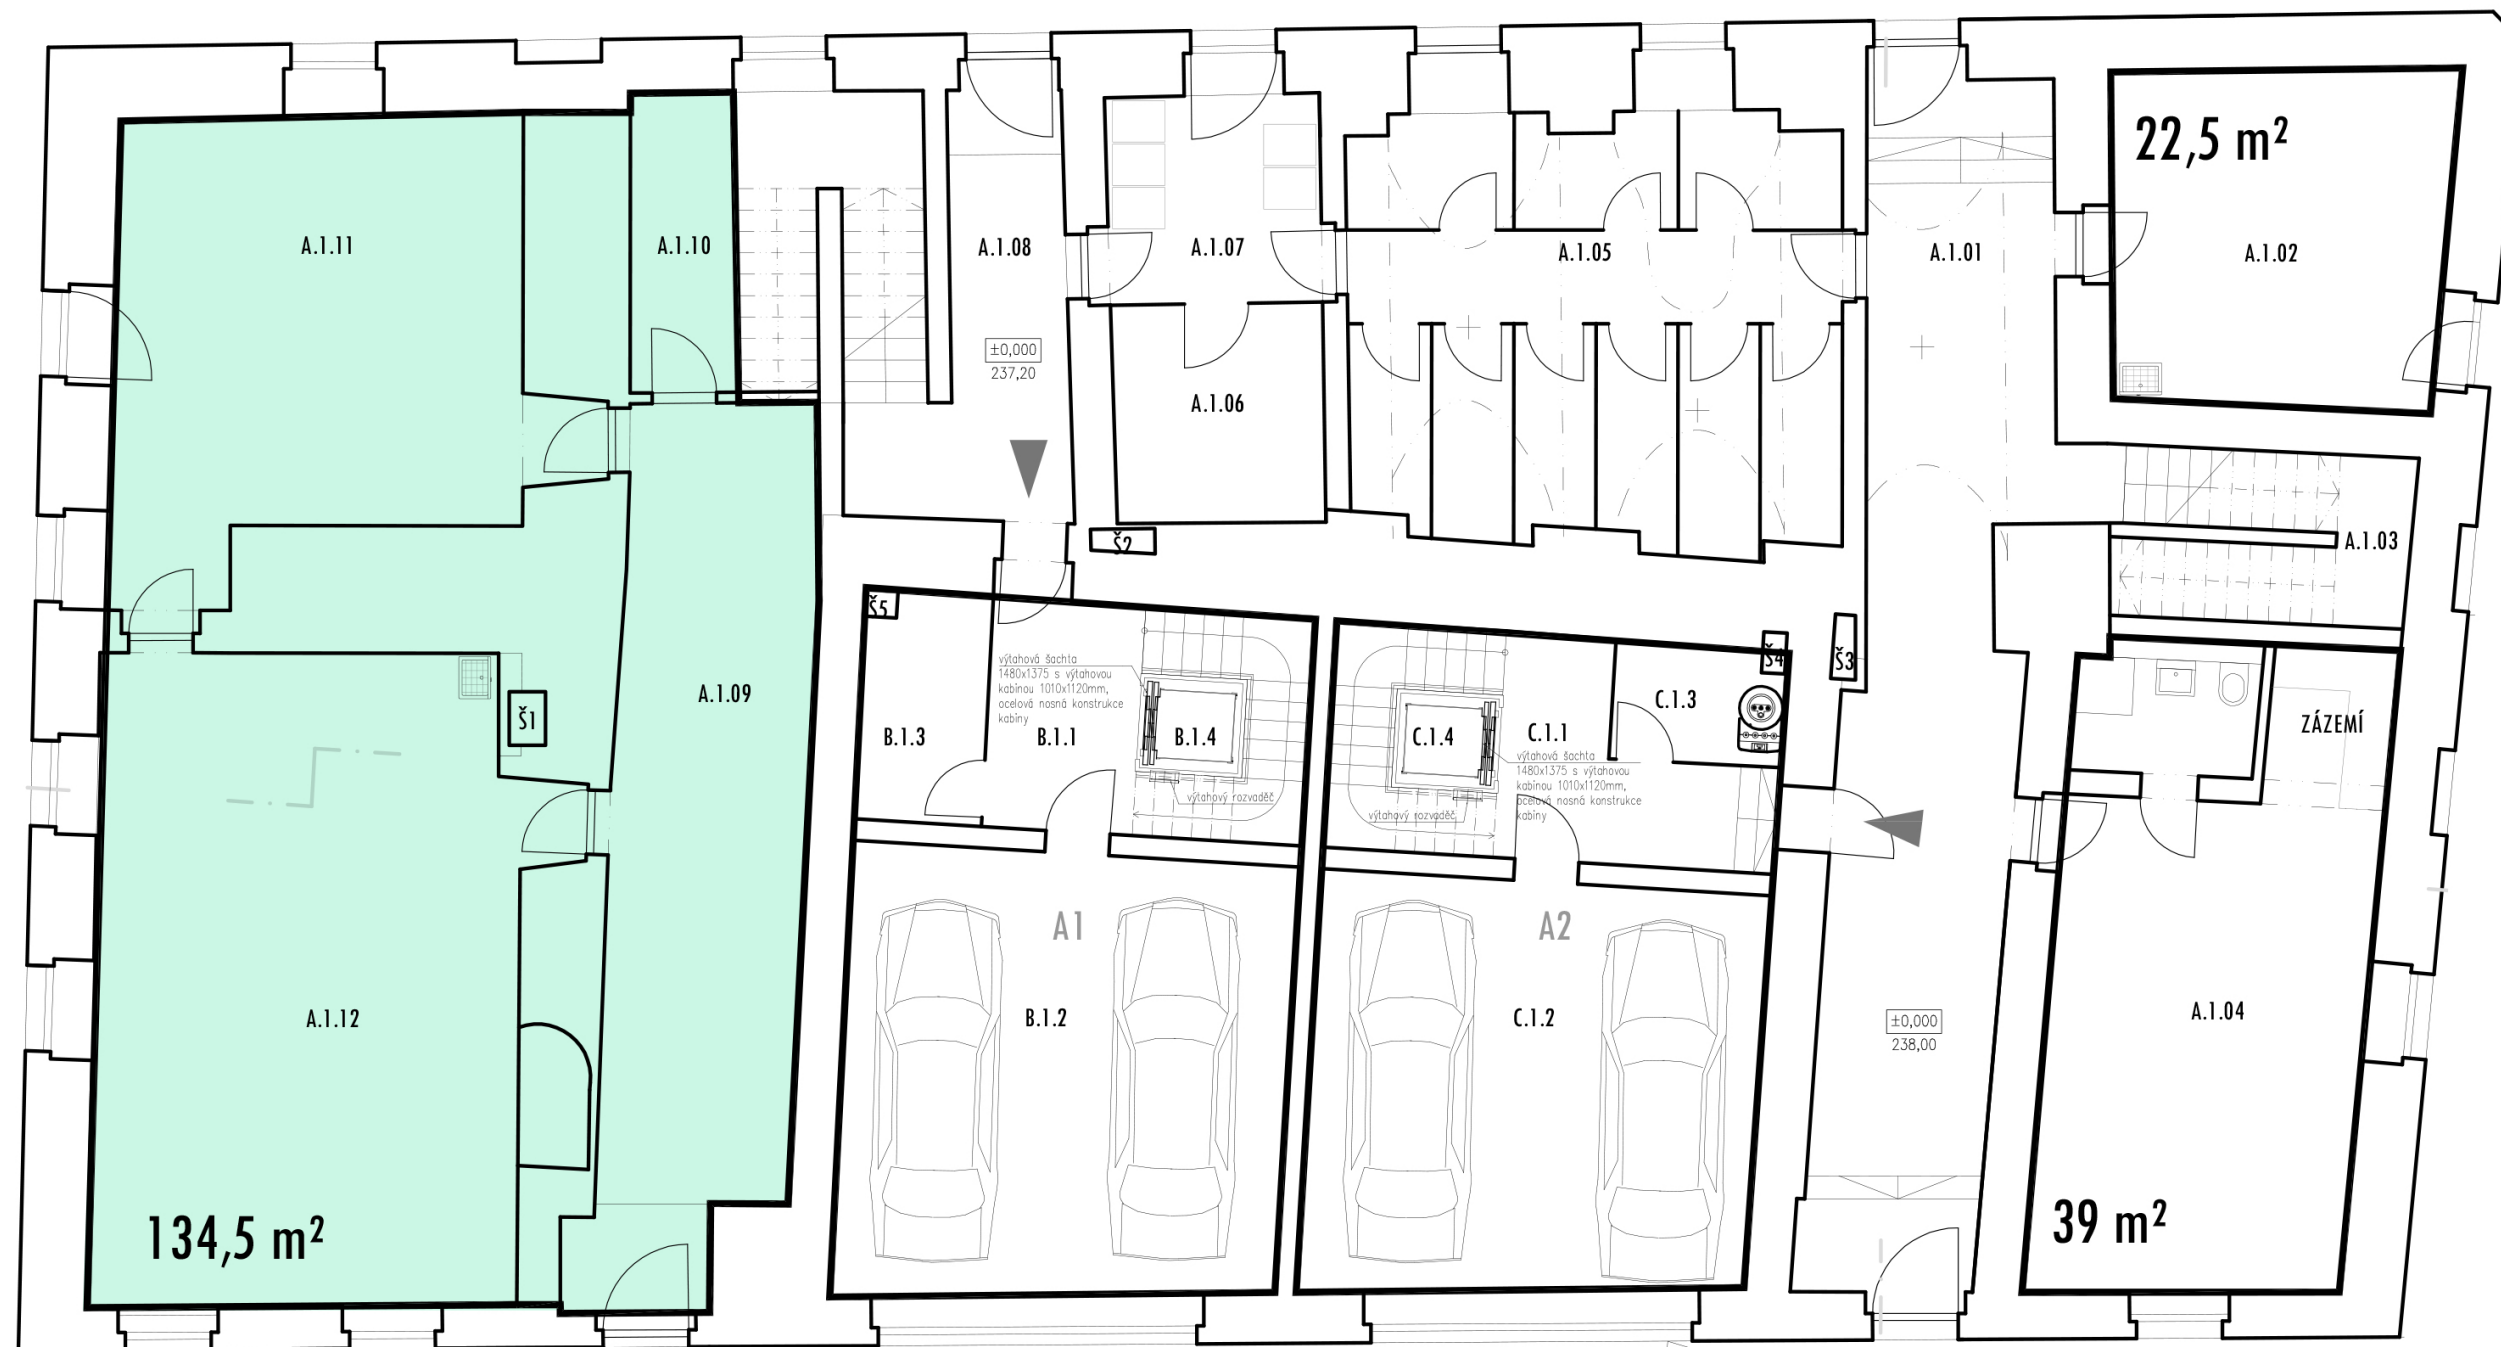 22,5 m²
A.1.11
A.1.10
A.1.08
A.1.07
A.1.05
A.1.01
A.1.02
±0,000
237,20
A.1.06
Š2
A.1.03
Š5
výtahová šachta
1480x1375 s výtahovou
kabinou 1010x1120mm,
ocelová nosná konstrukce
kabiny
Š4
Š3
A.1.09
Š1
B.1.3
B.1.1
B.1.4
C.1.4
C.1.1
C.1.3
ZÁZEMÍ
výtahová šachta
1480x1375 s výtahovou
kabinou 1010x1120mm,
ocelová nosná konstrukce
kabiny
výtahový rozvaděč
výtahový rozvaděč
A1
A2
A.1.12
B.1.2
C.1.2
±0,000
238,00
A.1.04
134,5 m²
39 m²